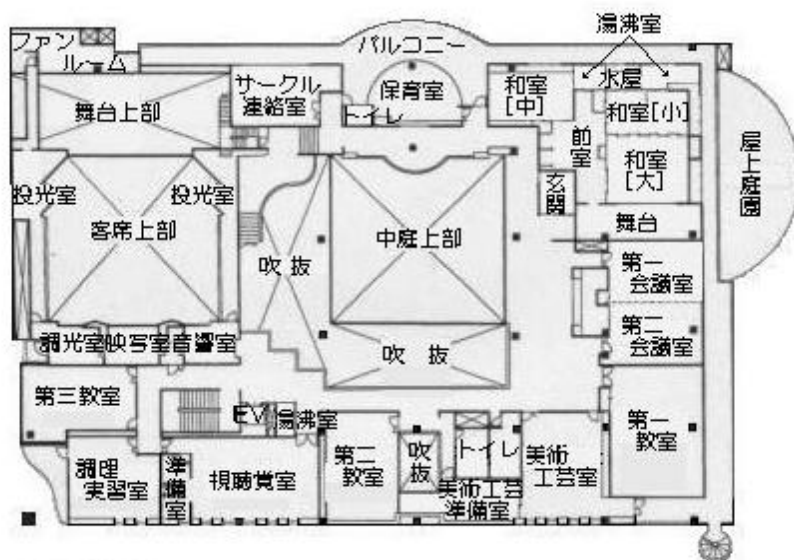 湯沸室
ファン
ルーム
バルコニー
サークル
連絡室
保育室
和室
[中]
水屋
和室[小]
舞台上部
トイレ
前室
和室
[大]
屋上庭園
投光室
投光室
玄関
客席上部
中庭上部
舞台
吹抜
第一
会議室
第二
会議室
調光室
映写室
音響室
吹抜
第三教室
EV
湯沸室
第一
教室
調理
実習室
準備室
視聴覚室
第二
教室
吹抜
トイレ
美術
工芸室
美術工芸
準備室